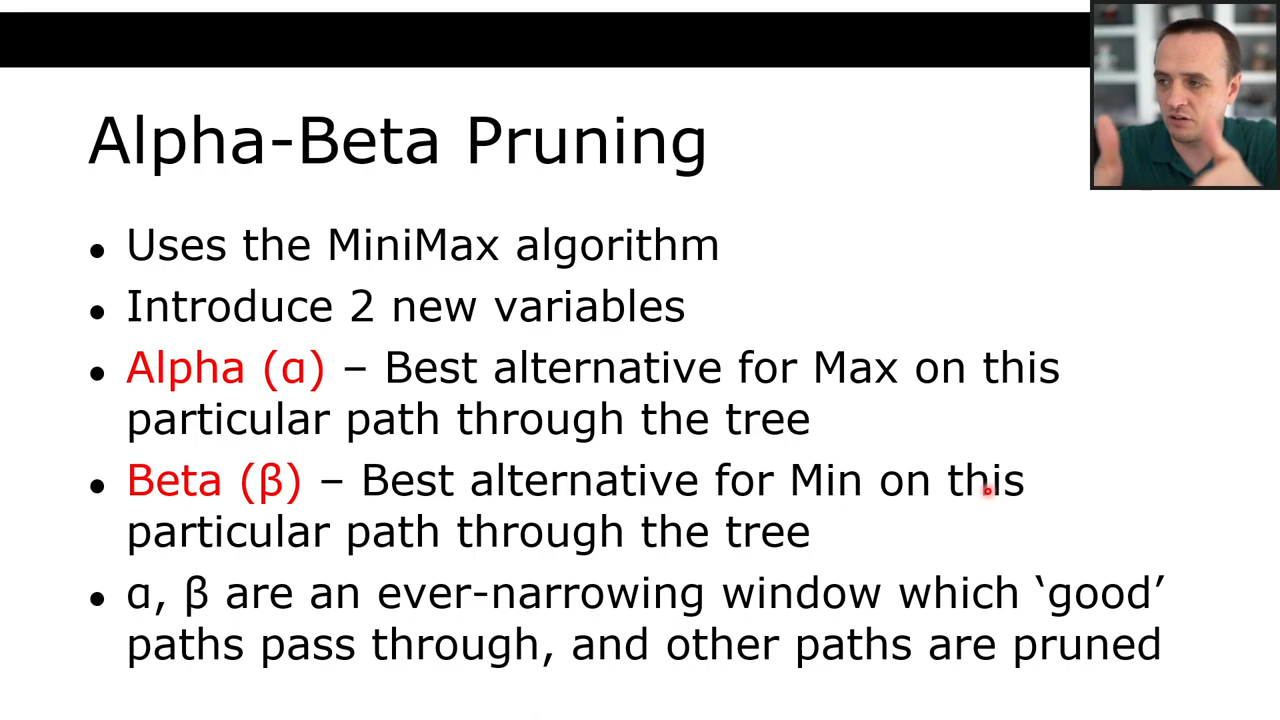 Alpha-Beta Pruning
● Uses the MiniMax algorithm
● Introduce 2 new variables
● Alpha (α) – Best alternative for Max on this
particular path through the tree
● Beta (β) – Best alternative for Min on this
particular path through the tree
● α, β are an ever-narrowing window which ‘good’
paths pass through, and other paths are pruned